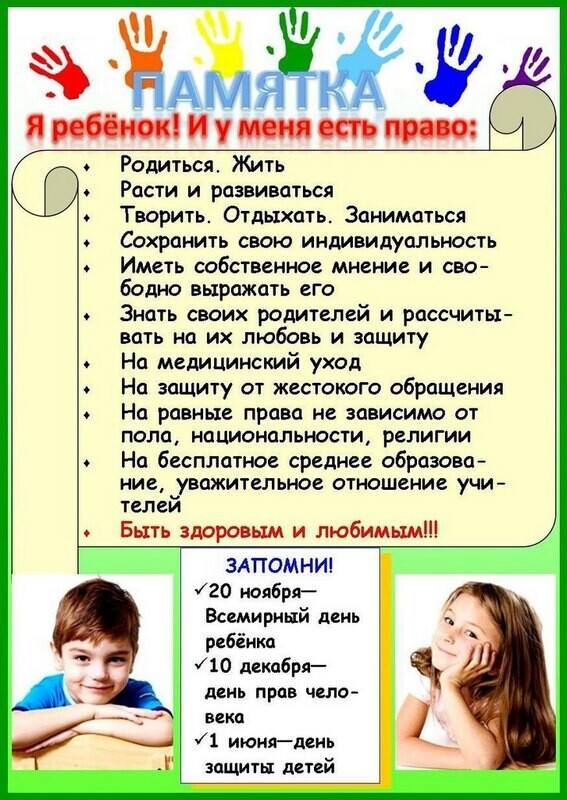 ПАМЯТКА
Я ребёнок! И у меня есть право:
♦ Родиться. Жить
♦ Расти и развиваться
♦ Творить. Отдыхать. Заниматься
♦ Сохранить свою индивидуальность
♦ Иметь собственное мнение и сво-
бодно выражать его
♦ Знать своих родителей и рассчиты-
вать на их любовь и защиту
♦ На медицинский уход
♦ На защиту от жестокого обращения
♦ На равные права не зависимо от
пола, национальности, религии
♦ На бесплатное среднее образова-
ние, уважительное отношение учи-
телей
♦ Быть здоровым и любимым!!!
ЗАПОМНИ!
✓20 ноября—
Всемирный день
ребёнка
✓10 декабря—
день прав чело-
века
✓1 июня—день
защиты детей